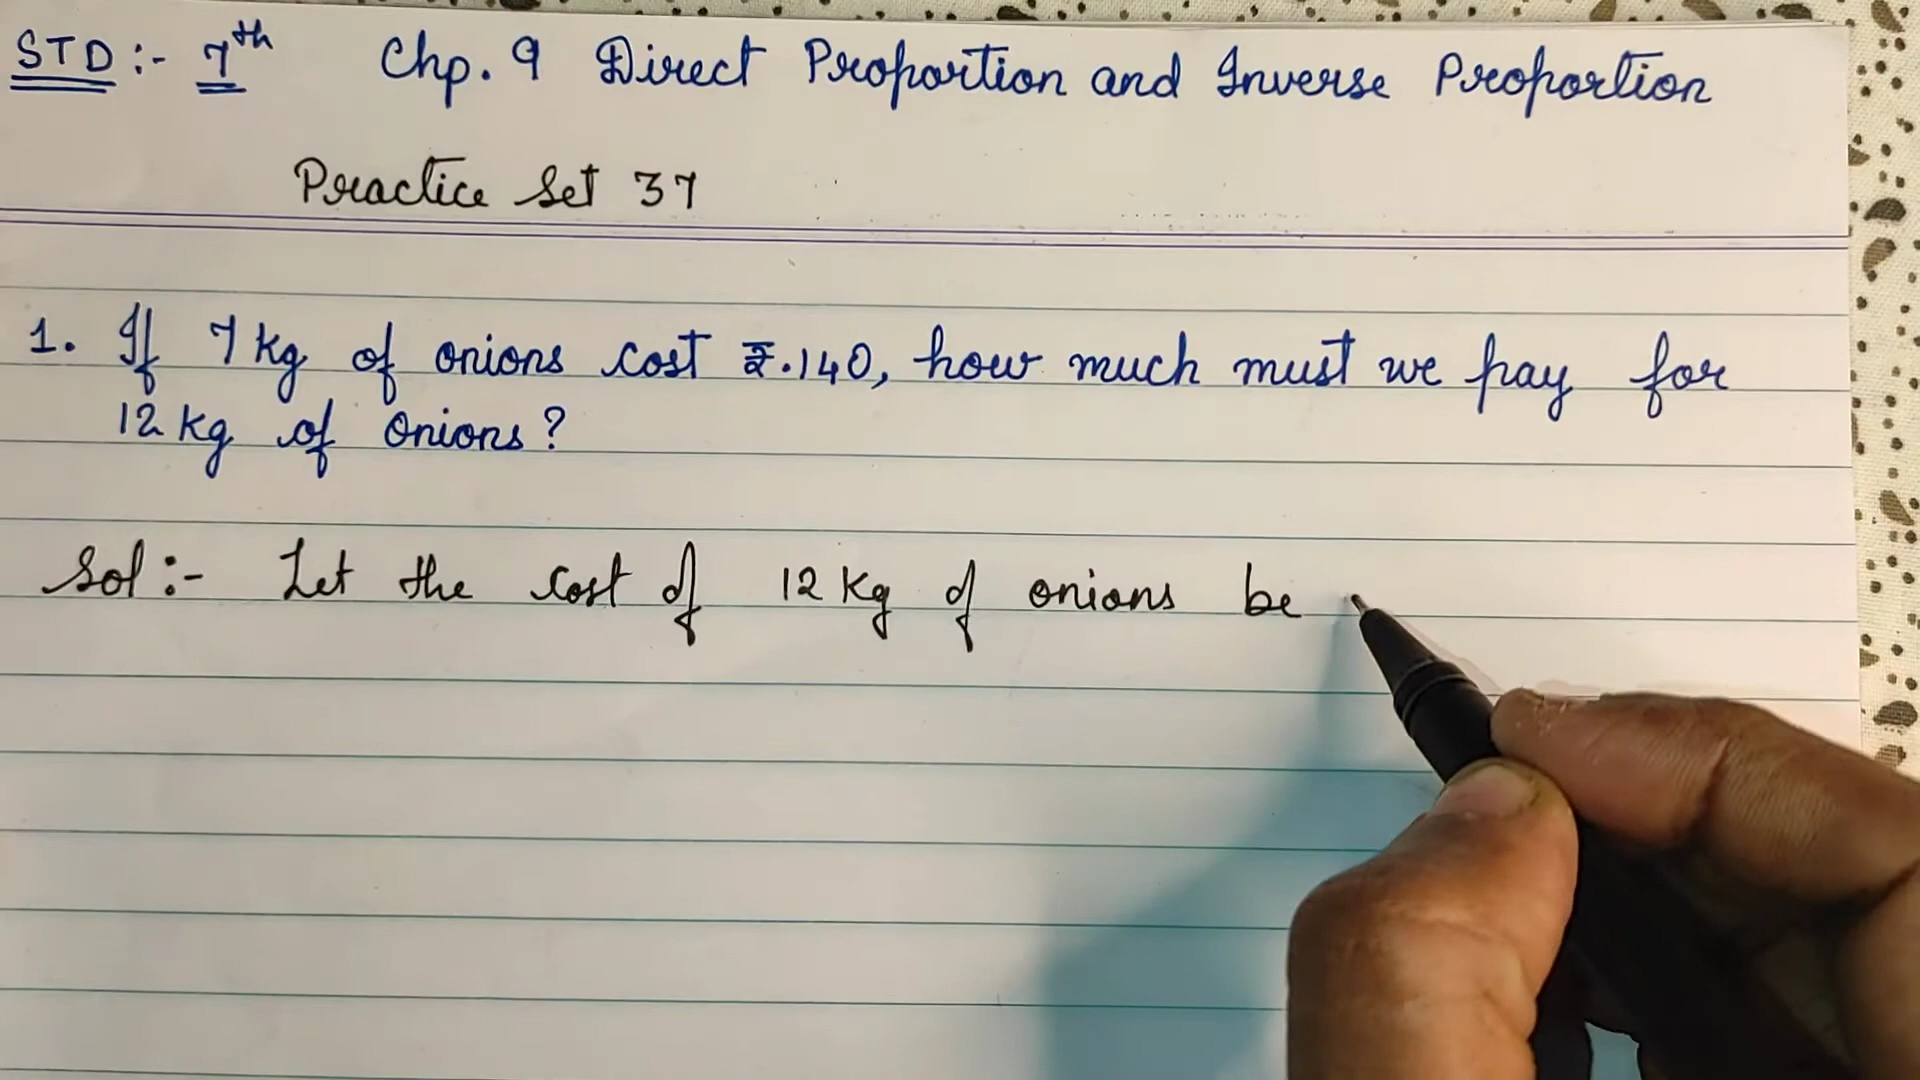 STD :- 7th Chp. 9 Direct Proportion and Inverse Proportion
Practice Set 37
1. If 7 kg of onions cost ₹.140, how much must we pay for
12 kg of onions?
Sol :- Let the cost of 12 kg of onions be